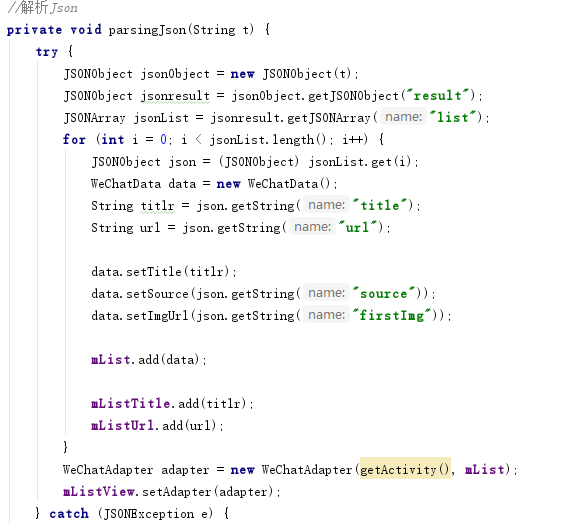 //解析Json
private void parsingJson(String t) {
try {
JSONObject jsonObject = new JSONObject(t);
JSONObject jsonresult = jsonObject.getJSONObject("result");
JSONArray jsonList = jsonresult.getJSONArray( name: "list");
for (int i = 0; i < jsonList.length(); i++) {
JSONObject json = (JSONObject) jsonList.get(i);
WeChatData data = new WeChatData();
String titlr = json.getString( name: "title");
String url = json.getString( name: "url");
data.setTitle(titlr);
data.setSource(json.getString( name: "source"));
data.setImgUrl(json.getString( name: "firstImg"));
mList.add(data);
mListTitle.add(titlr);
mListUrl.add(url);
}
WeChatAdapter adapter = new WeChatAdapter(getActivity(), mList);
mListView.setAdapter(adapter);
} catch (JSONException e) {